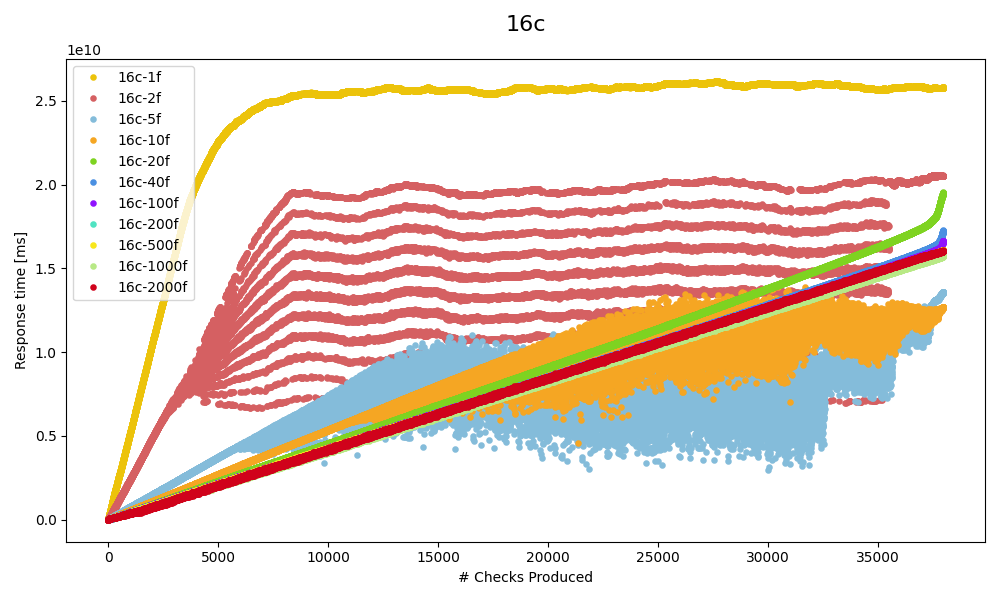 16c
1e10
16c-1f
16c-2f
16c-5f
16c-10f
16c-20f
16c-40f
16c-100f
16c-200f
16c-500f
16c-1000f
16c-2000f
Response time [ms]
2.5
2.0
1.5
1.0
0.5
0.0
0 5000 10000 15000 20000 25000 30000 35000
# Checks Produced